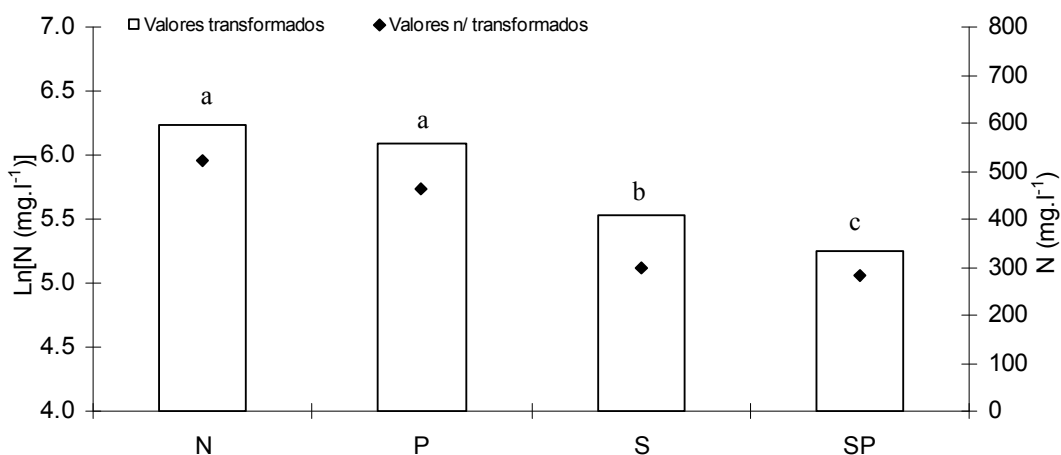 Valores transformados
Valores n/ transformados
Ln[N (mg.l-1)]
7.0
6.5
6.0
5.5
5.0
4.5
4.0
a
a
b
c
N
P
S
SP
800
700
600
500
400
300
200
100
0
N (mg.l-1)